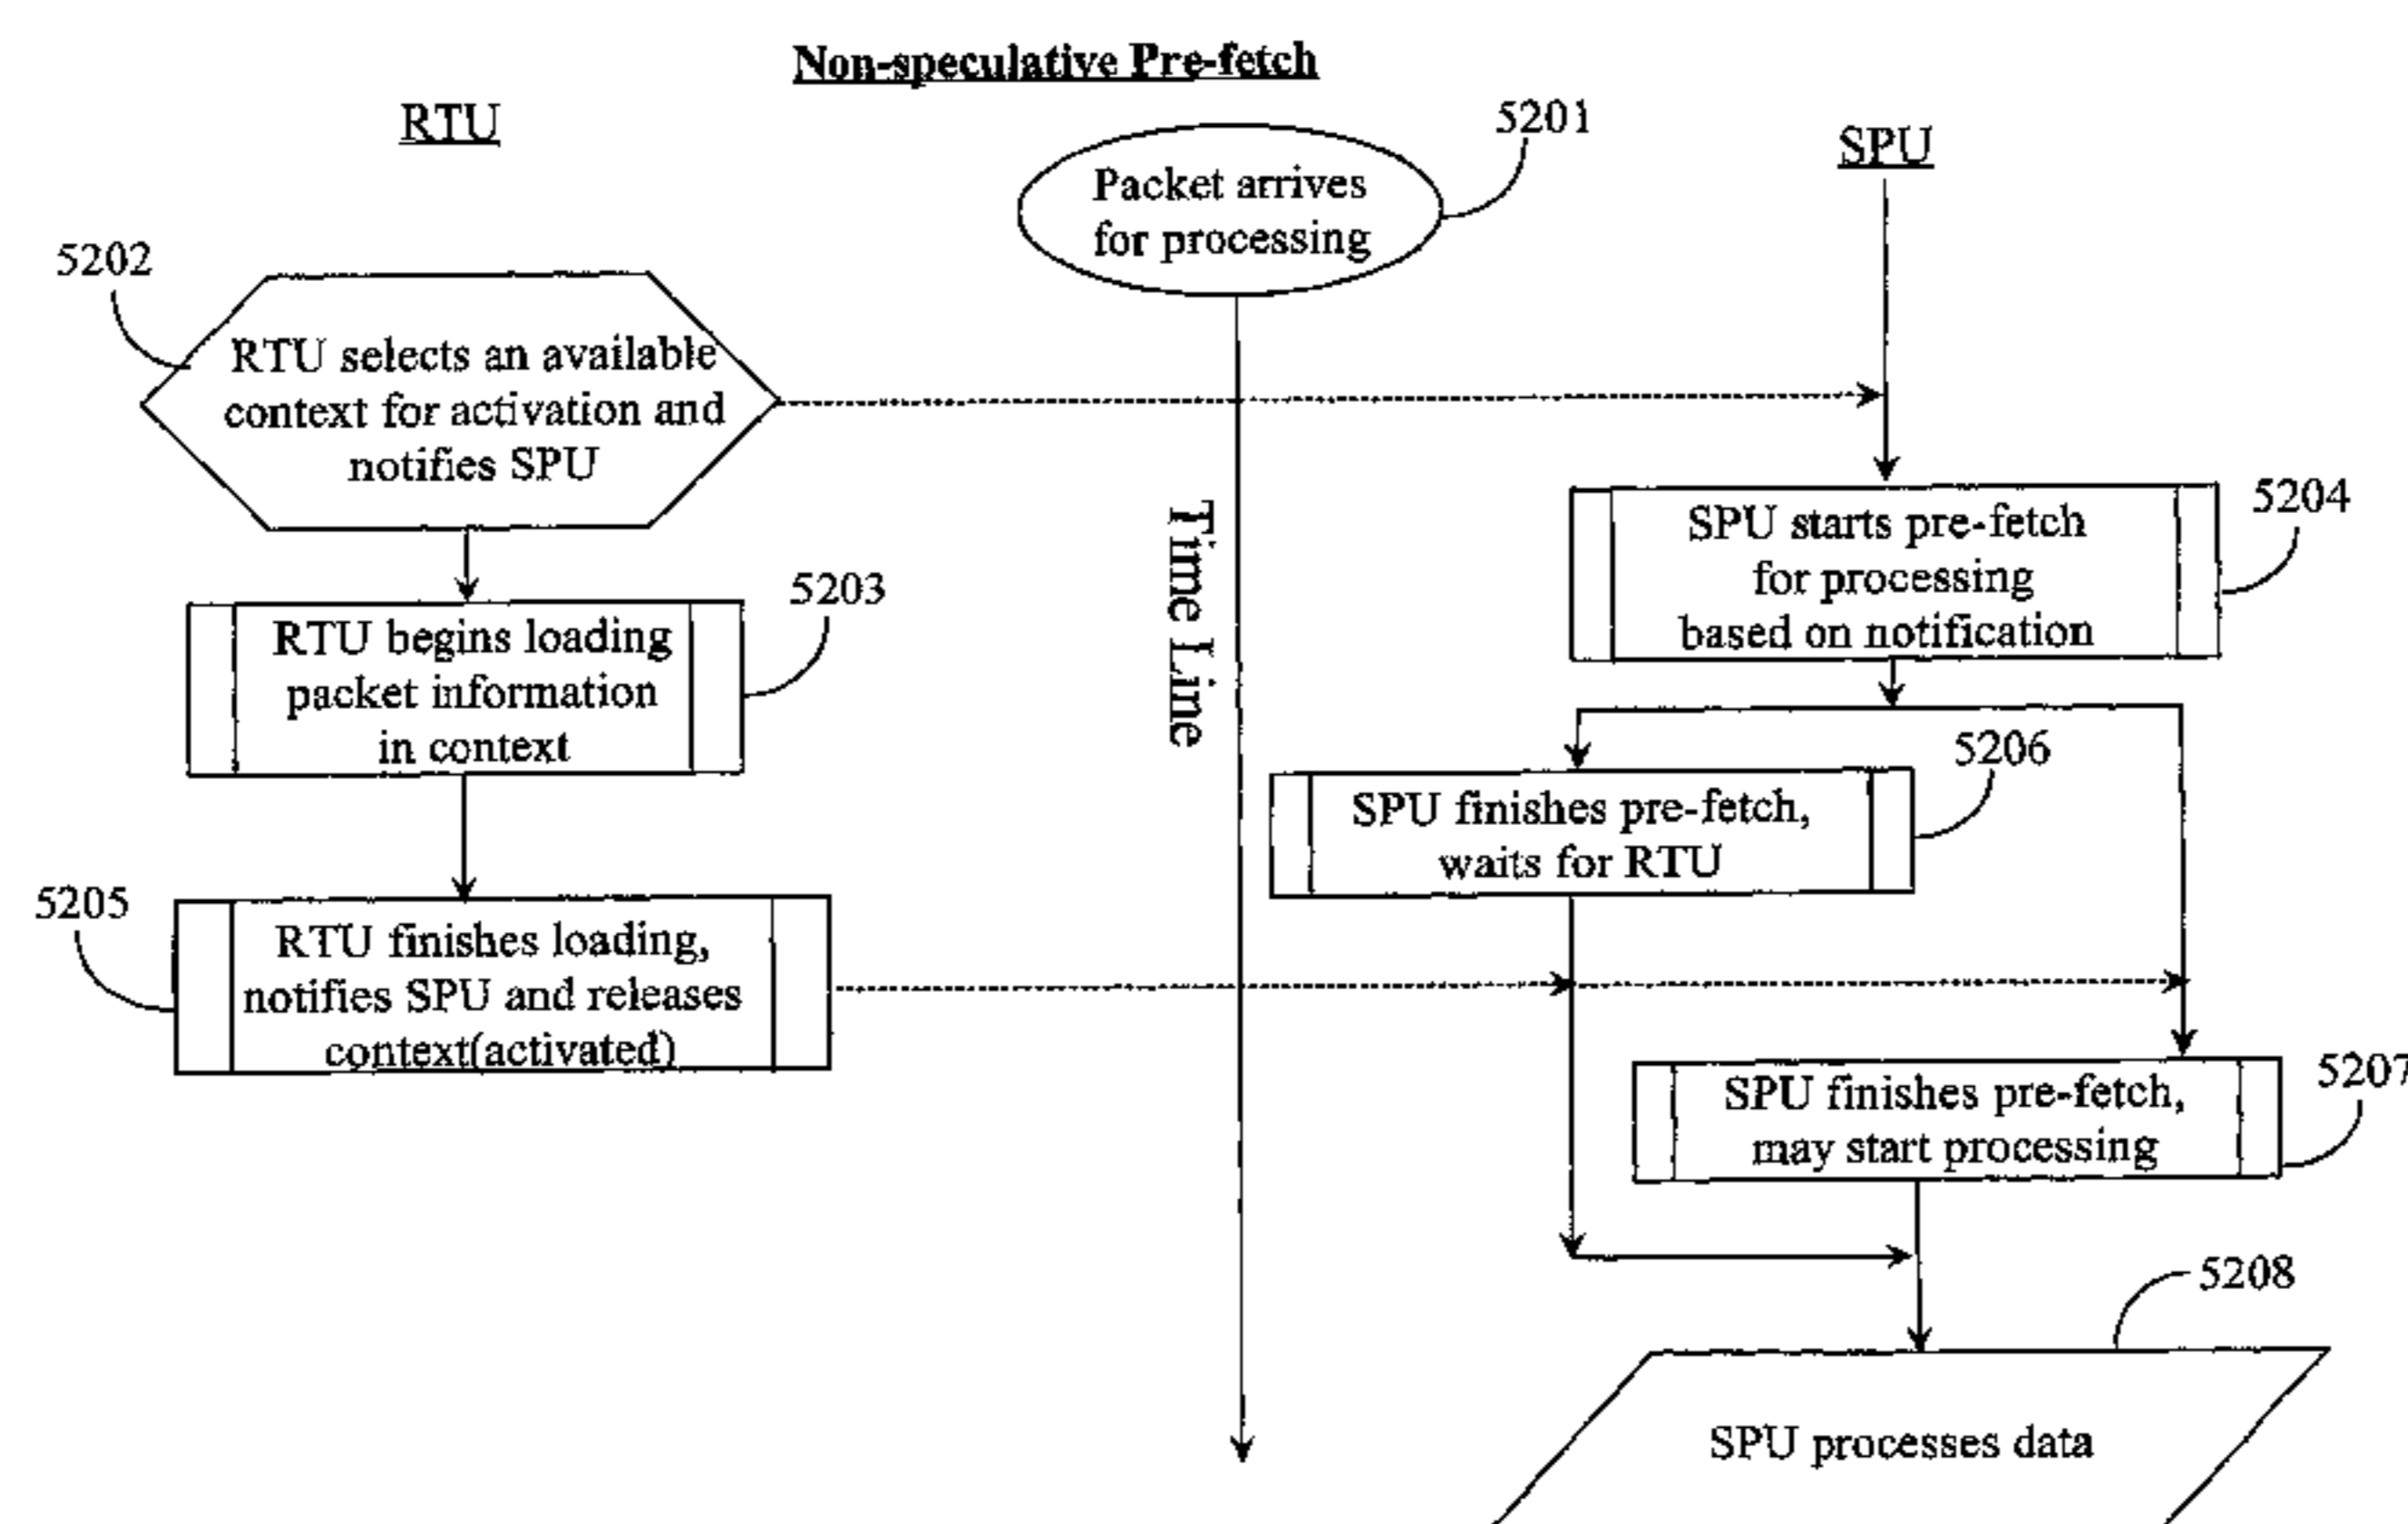 Non-speculative Pre-fetch
RTU
5201
SPU
Packet arrives
for processing
5202
RTU selects an available
context for activation and
notifies SPU
5204
SPU starts pre-fetch
for processing
based on notification
Time Line
5203
RTU begins loading
packet information
in context
5206
SPU finishes pre-fetch,
waits for RTU
5205
RTU finishes loading,
notifies SPU and releases
context(activated)
5207
SPU finishes pre-fetch,
may start processing
5208
SPU processes data